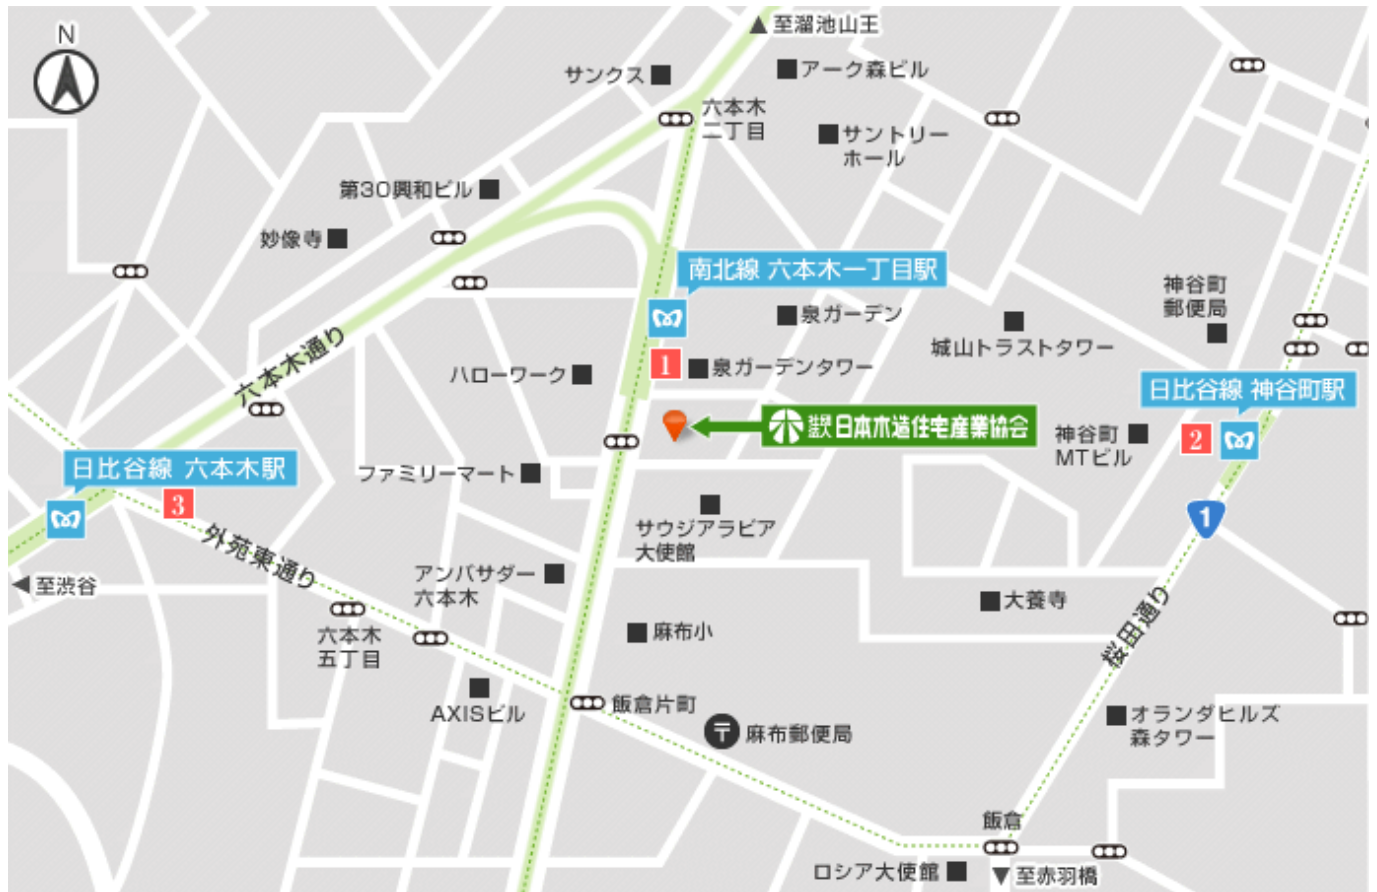 N
▲至溜池山王
サンクス
アーク森ビル
六本木
二丁目
サントリー
ホール
第30興和ビル
妙像寺
南北線 六本木一丁目駅
神谷町
郵便局
泉ガーデン
城山トラストタワー
六本木通り
1
泉ガーデンタワー
ハローワーク
日比谷線 神谷町駅
日本木造住宅産業協会
神谷町
MTビル
2
日比谷線 六本木駅
ファミリーマート
3
サウジアラビア
大使館
1
外苑東通り
◀至渋谷
アンバサダー
六本木
大養寺
桜田通り
六本木
五丁目
麻布小
AXISビル
飯倉片町
〒
麻布郵便局
オランダヒルズ
森タワー
飯倉
ロシア大使館
▼至赤羽橋